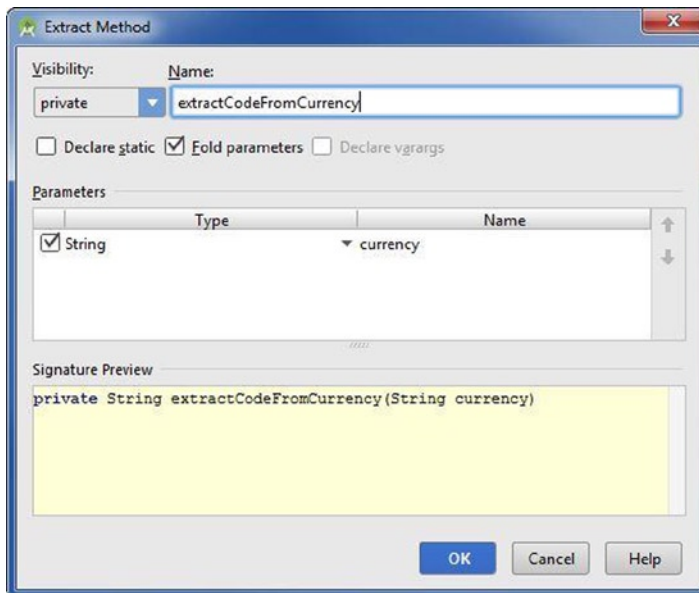 Extract Method
Visibility: Name:
private extractCodeFromCurrency
Declare static Fold parameters Declare varargs
Parameters
Type Name
String currency
Signature Preview
private String extractCodeFromCurrency(String currency)
OK Cancel Help